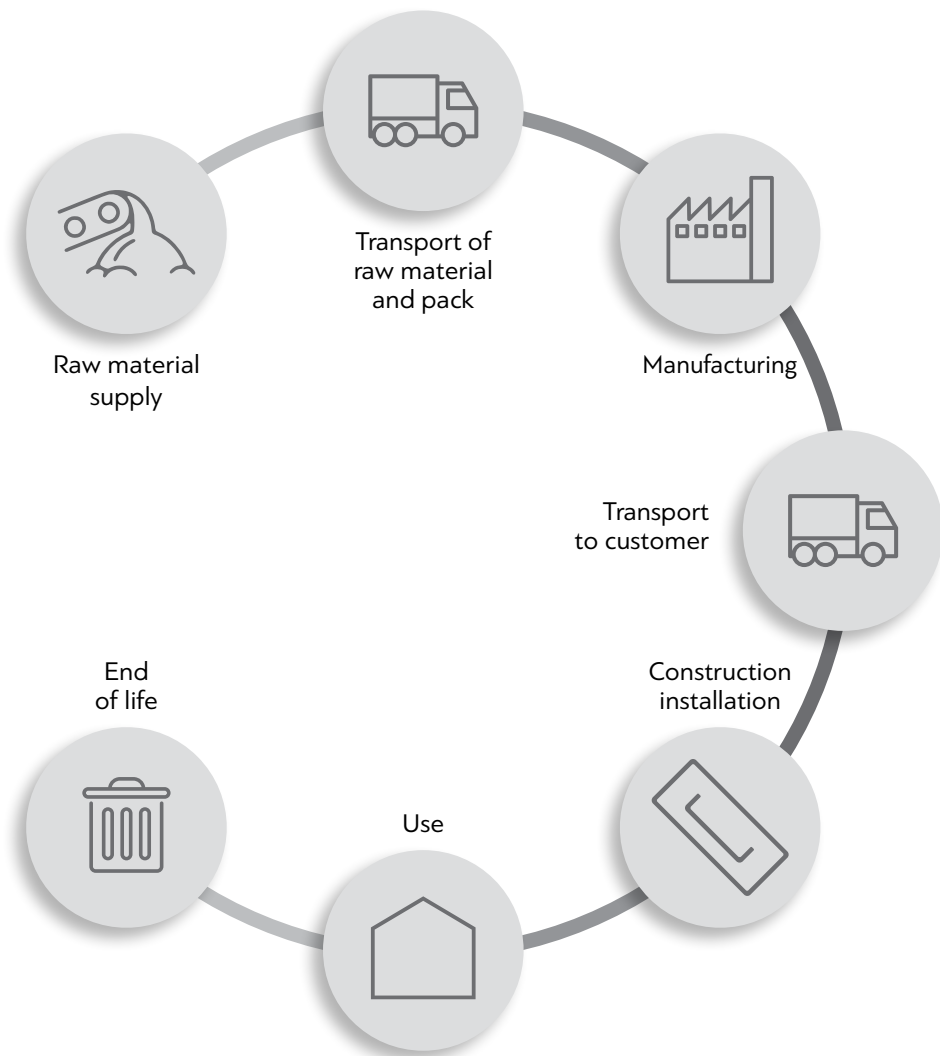 Transport of
raw material
and pack
Raw material
supply
Manufacturing
Transport
to customer
Construction
installation
Use
End
of life